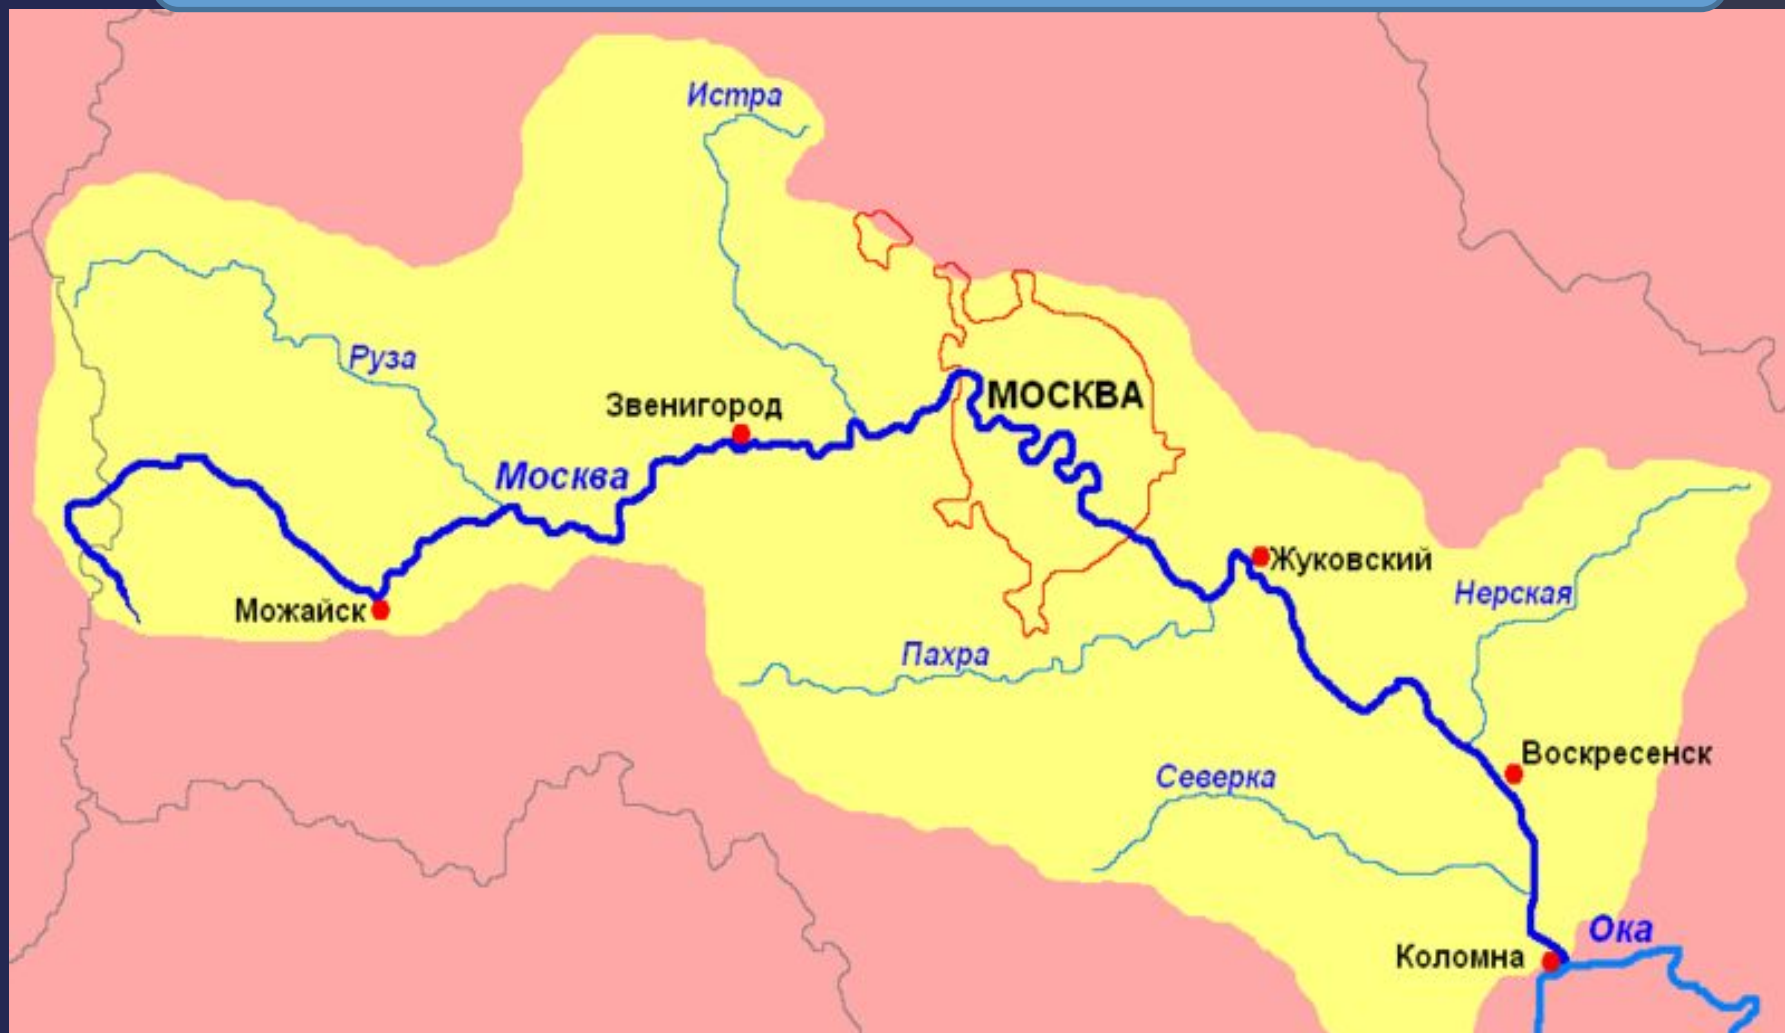 Истра
Руза
Звенигород
МОСКВА
Москва
Жуковский
Можайск
Нерская
Пахра
Воскресенск
Северка
Ока
Коломна